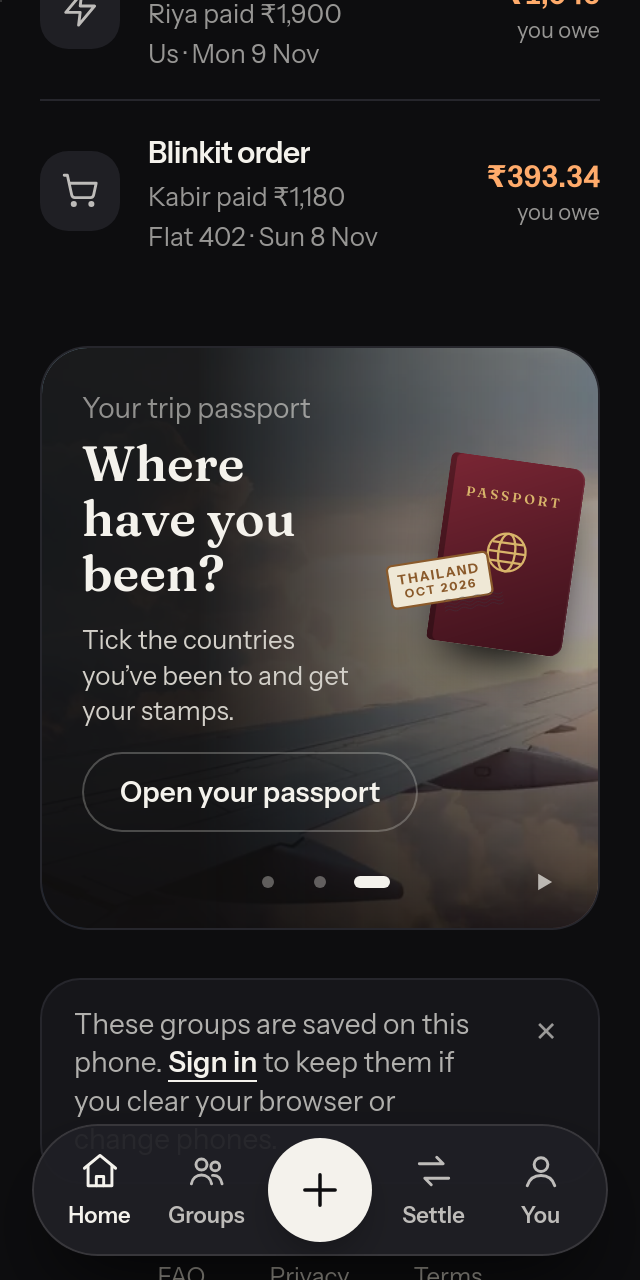 Riya paid ₹1,900
you owe
Us · Mon 9 Nov
Blinkit order
₹393.34
Kabir paid ₹1,180
you owe
Flat 402 · Sun 8 Nov
Your trip passport
Where
have you
been?
PASSPORT
THAILAND
OCT 2026
Tick the countries
you’ve been to and get
your stamps.
Open your passport
These groups are saved on this
phone. Sign in to keep them if
you clear your browser or
change phones.
Home
Groups
Settle
You
FAQ
Privacy
Terms